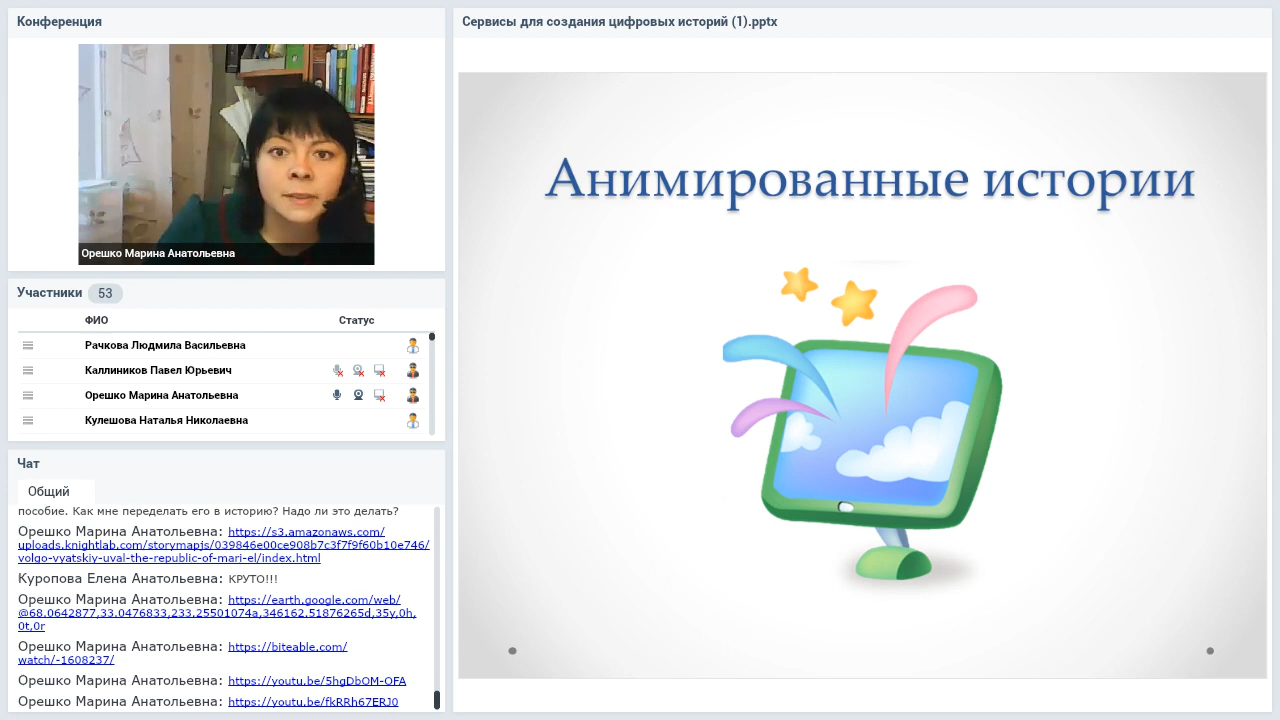 Конференция
Орешко Марина Анатольевна
Участники 53
ФИО Статус
Рачкова Людмила Васильевна
Каллиников Павел Юрьевич
Орешко Марина Анатольевна
Кулешова Наталья Николаевна
Чат
Общий
пособие. Как мне переделать его в историю? Надо ли это делать?
Орешко Марина Анатольевна: https://s3.amazonaws.com/
uploads.knightlab.com/storymapjs/039846e00ce908b7c3f7f9f60b10e746/
volgo-vyatskiy-uval-the-republic-of-mari-el/index.html
Куропова Елена Анатольевна: КРУТО!!!
Орешко Марина Анатольевна: https://earth.google.com/web/
@68.0642877,33.0476833,233.25501074a,346162.51876265d,35y,0h,
0t,0r
Орешко Марина Анатольевна: https://biteable.com/
watch/-1608237/
Орешко Марина Анатольевна: https://youtu.be/5hgDbOM-OFA
Орешко Марина Анатольевна: https://youtu.be/fkRRh67ERJ0
Сервисы для создания цифровых историй (1).pptx
Анимированные истории